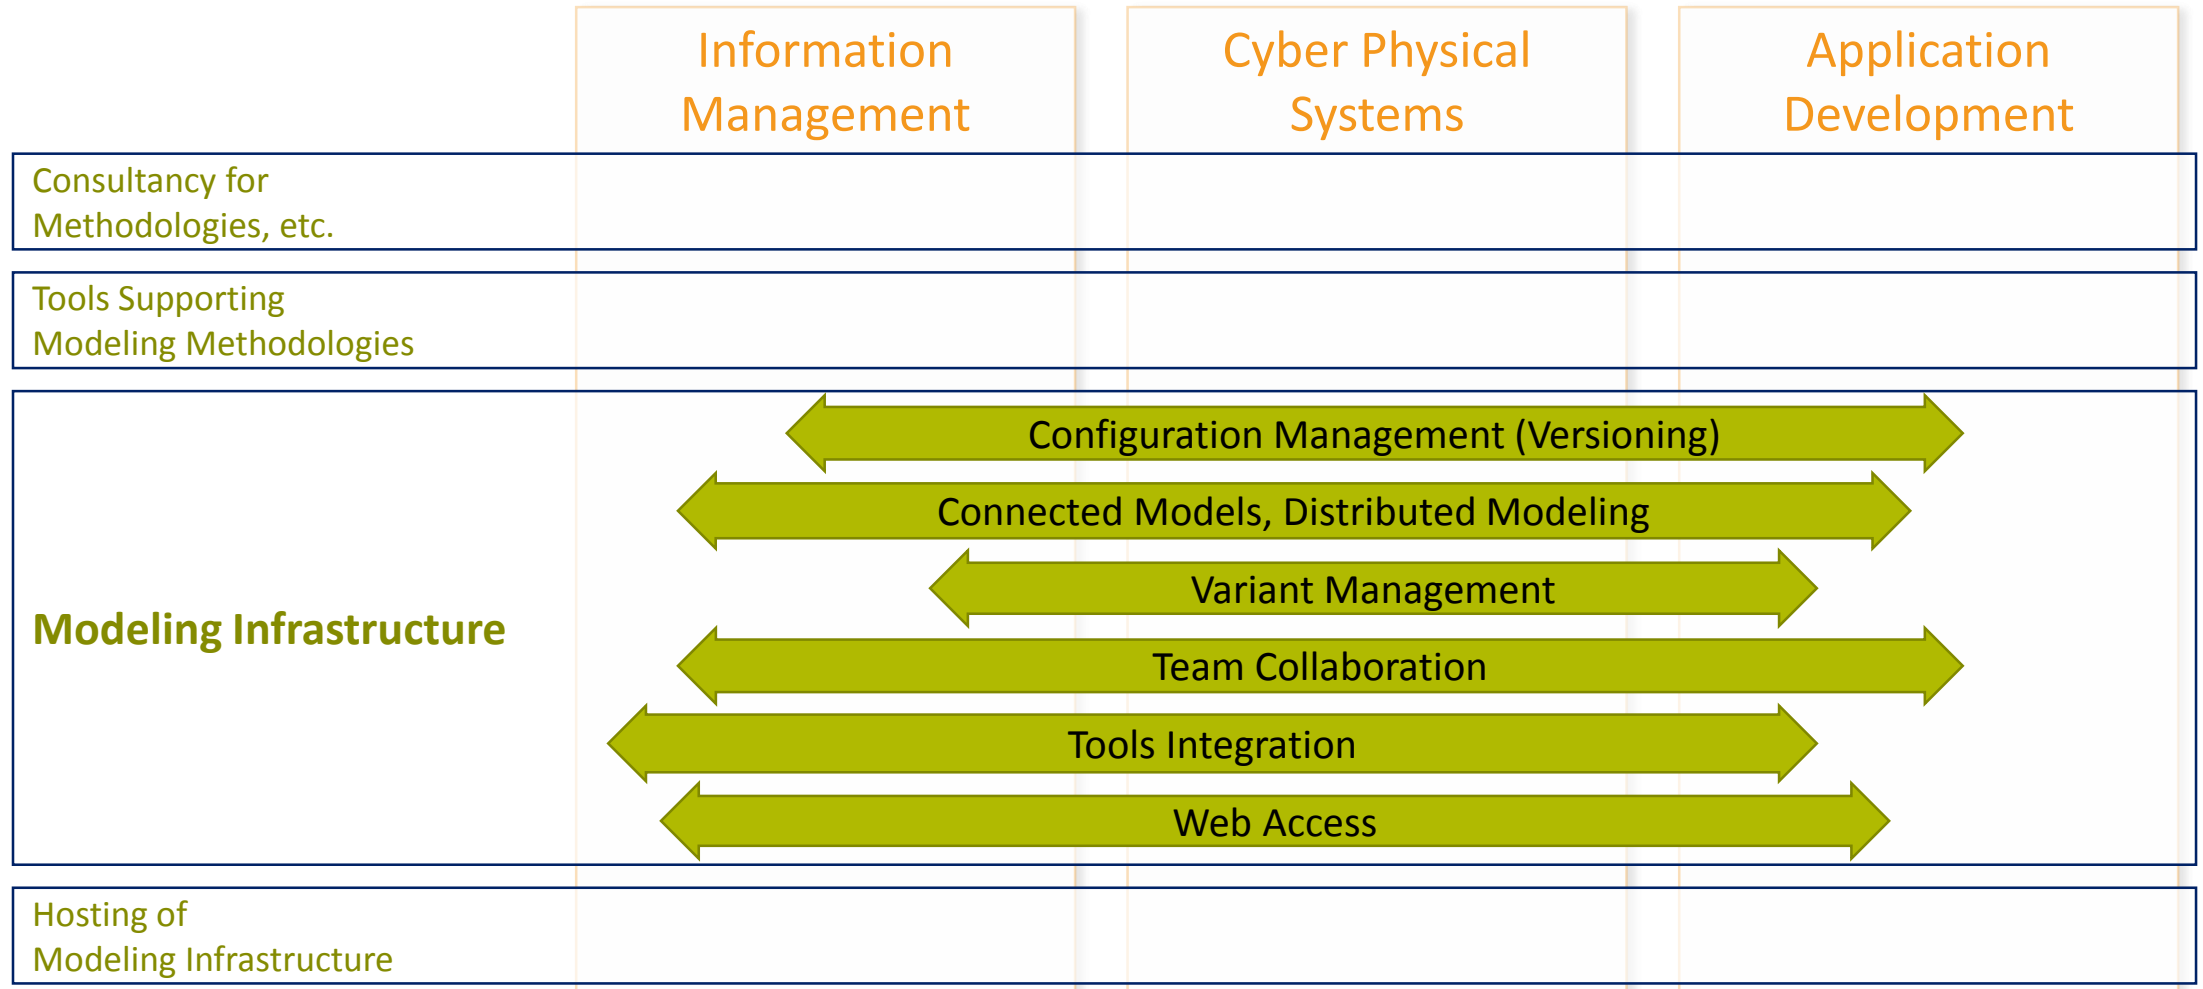 Information
Management
Cyber Physical
Systems
Application
Development
Consultancy for
Methodologies, etc.
Tools Supporting
Modeling Methodologies
Modeling Infrastructure
Configuration Management (Versioning)
Connected Models, Distributed Modeling
Variant Management
Team Collaboration
Tools Integration
Web Access
Hosting of
Modeling Infrastructure